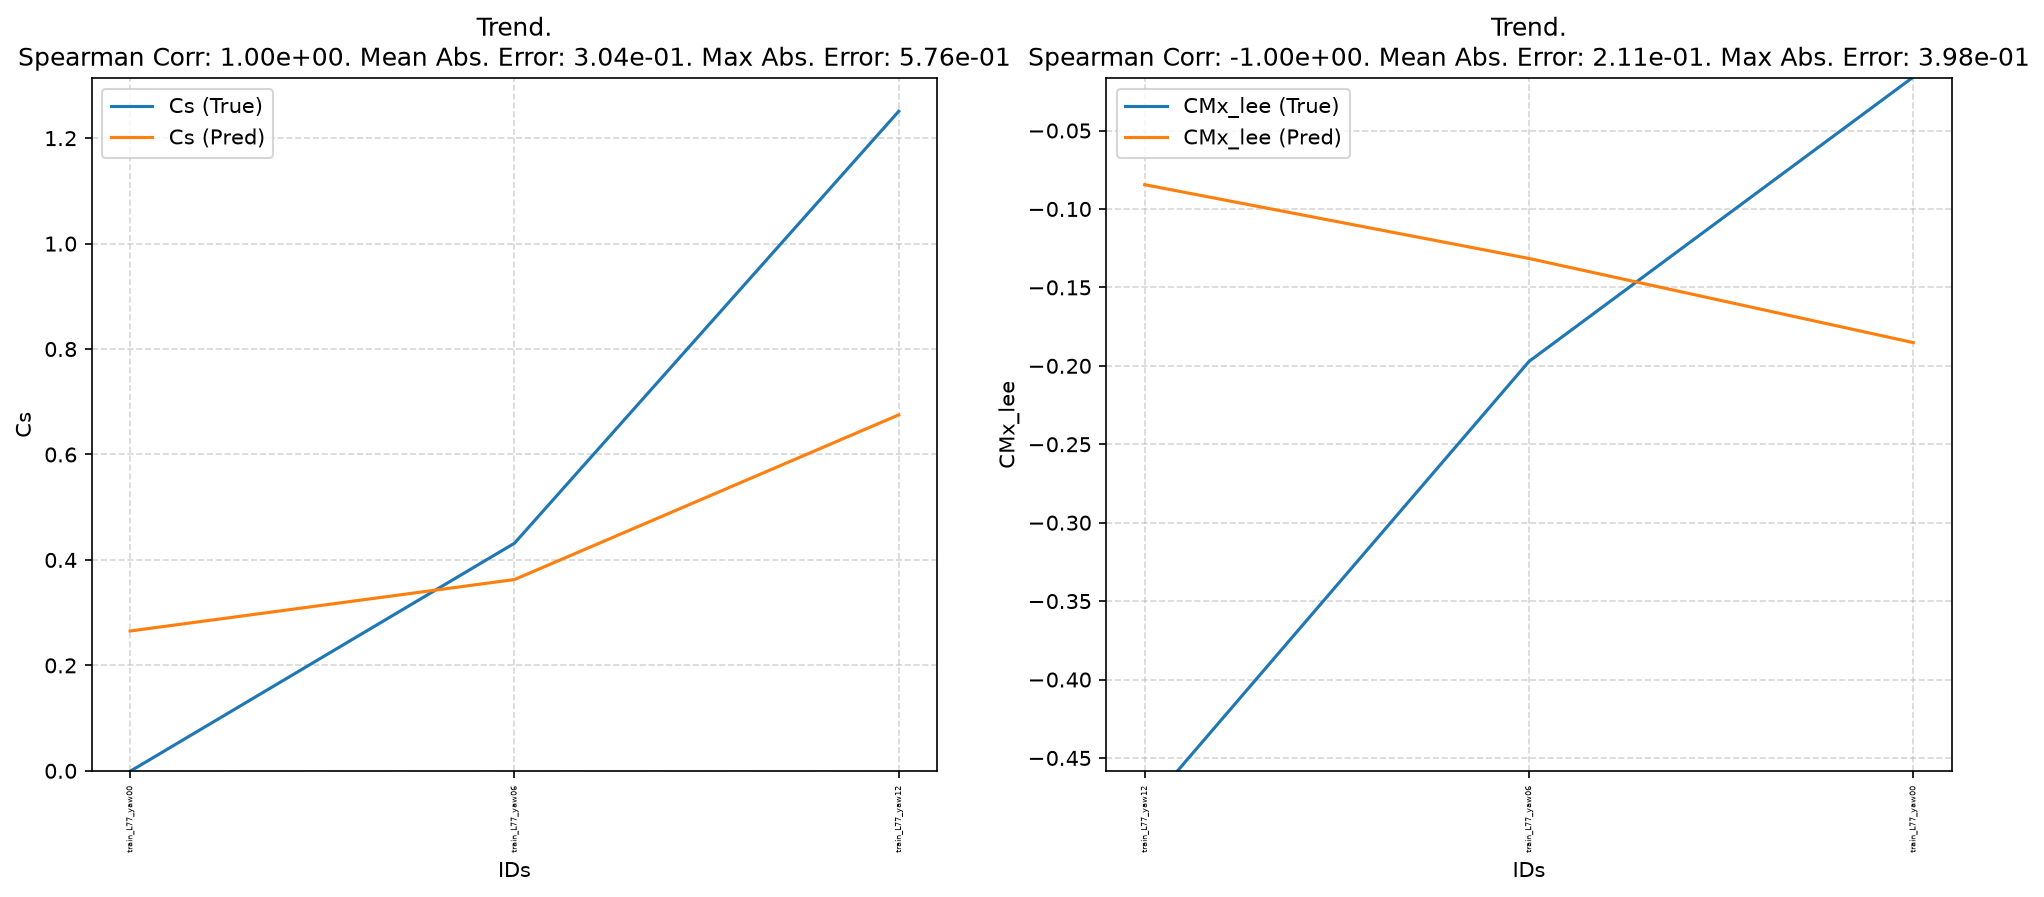 Trend.
Spearman Corr: 1.00e+00. Mean Abs. Error: 3.04e-01. Max Abs. Error: 5.76e-01
Cs (True)
Cs (Pred)
1.2
1.0
0.8
0.6
0.4
0.2
0.0
Cs
train_L77_yaw00
train_L77_yaw06
train_L77_yaw12
IDs
Trend.
Spearman Corr: -1.00e+00. Mean Abs. Error: 2.11e-01. Max Abs. Error: 3.98e-01
CMx_lee (True)
CMx_lee (Pred)
−0.05
−0.10
−0.15
−0.20
−0.25
−0.30
−0.35
−0.40
−0.45
CMx_lee
train_L77_yaw12
train_L77_yaw06
train_L77_yaw00
IDs